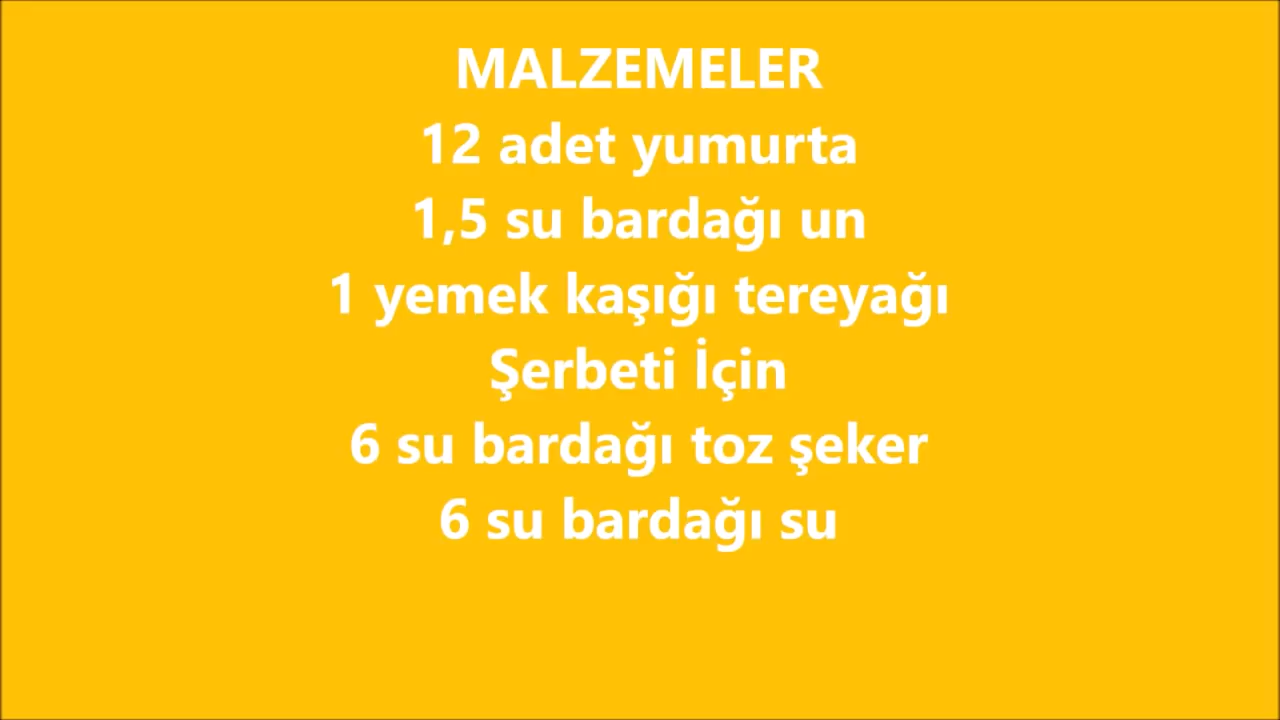 MALZEMELER
12 adet yumurta
1,5 su bardağı un
1 yemek kaşığı tereyağı
Şerbeti İçin
6 su bardağı toz şeker
6 su bardağı su